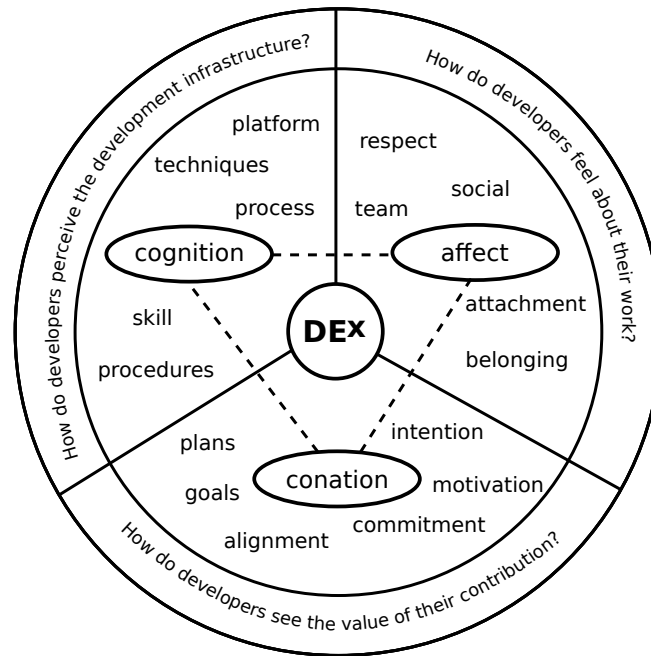 How do developers perceive the development infrastructure?
How do developers feel about their work?
platform
respect
techniques
social
process
team
cognition
affect
attachment
skill
DEx
procedures
belonging
plans
intention
conation
goals
motivation
commitment
alignment
How do developers see the value of their contribution?